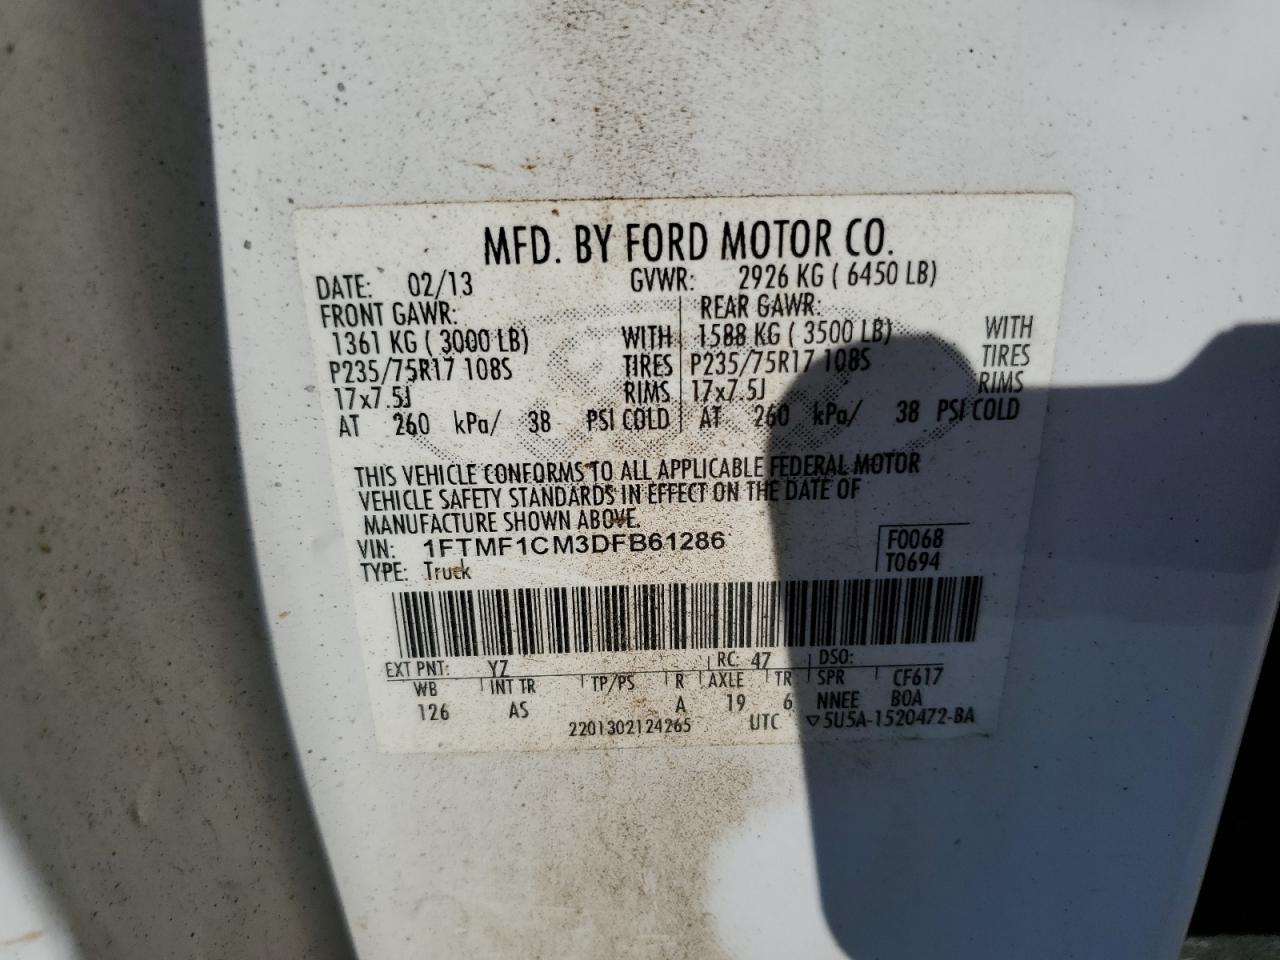 MFD. BY FORD MOTOR CO.
DATE: 02/13 GVWR: 2926 KG ( 6450 LB)
FRONT GAWR: REAR GAWR:
1361 KG ( 3000 LB) WITH 1588 KG ( 3500 LB) WITH
P235/75R17 108S TIRES P235/75R17 108S TIRES
17x7.5J RIMS 17x7.5J RIMS
AT 260 kPa/ 38 PSI COLD AT 260 kPa/ 38 PSI COLD
THIS VEHICLE CONFORMS TO ALL APPLICABLE FEDERAL MOTOR
VEHICLE SAFETY STANDARDS IN EFFECT ON THE DATE OF
MANUFACTURE SHOWN ABOVE.
VIN: 1FTMF1CM3DFB61286 F0068
TYPE: Truck T0694
EXT PNT: YZ RC: 47 DSO:
WB INT TR TP/PS R AXLE TR SPR CF617
126 AS A 19 6 NNEE BOA
2201302124265 UTC ▽5U5A-1520472-BA